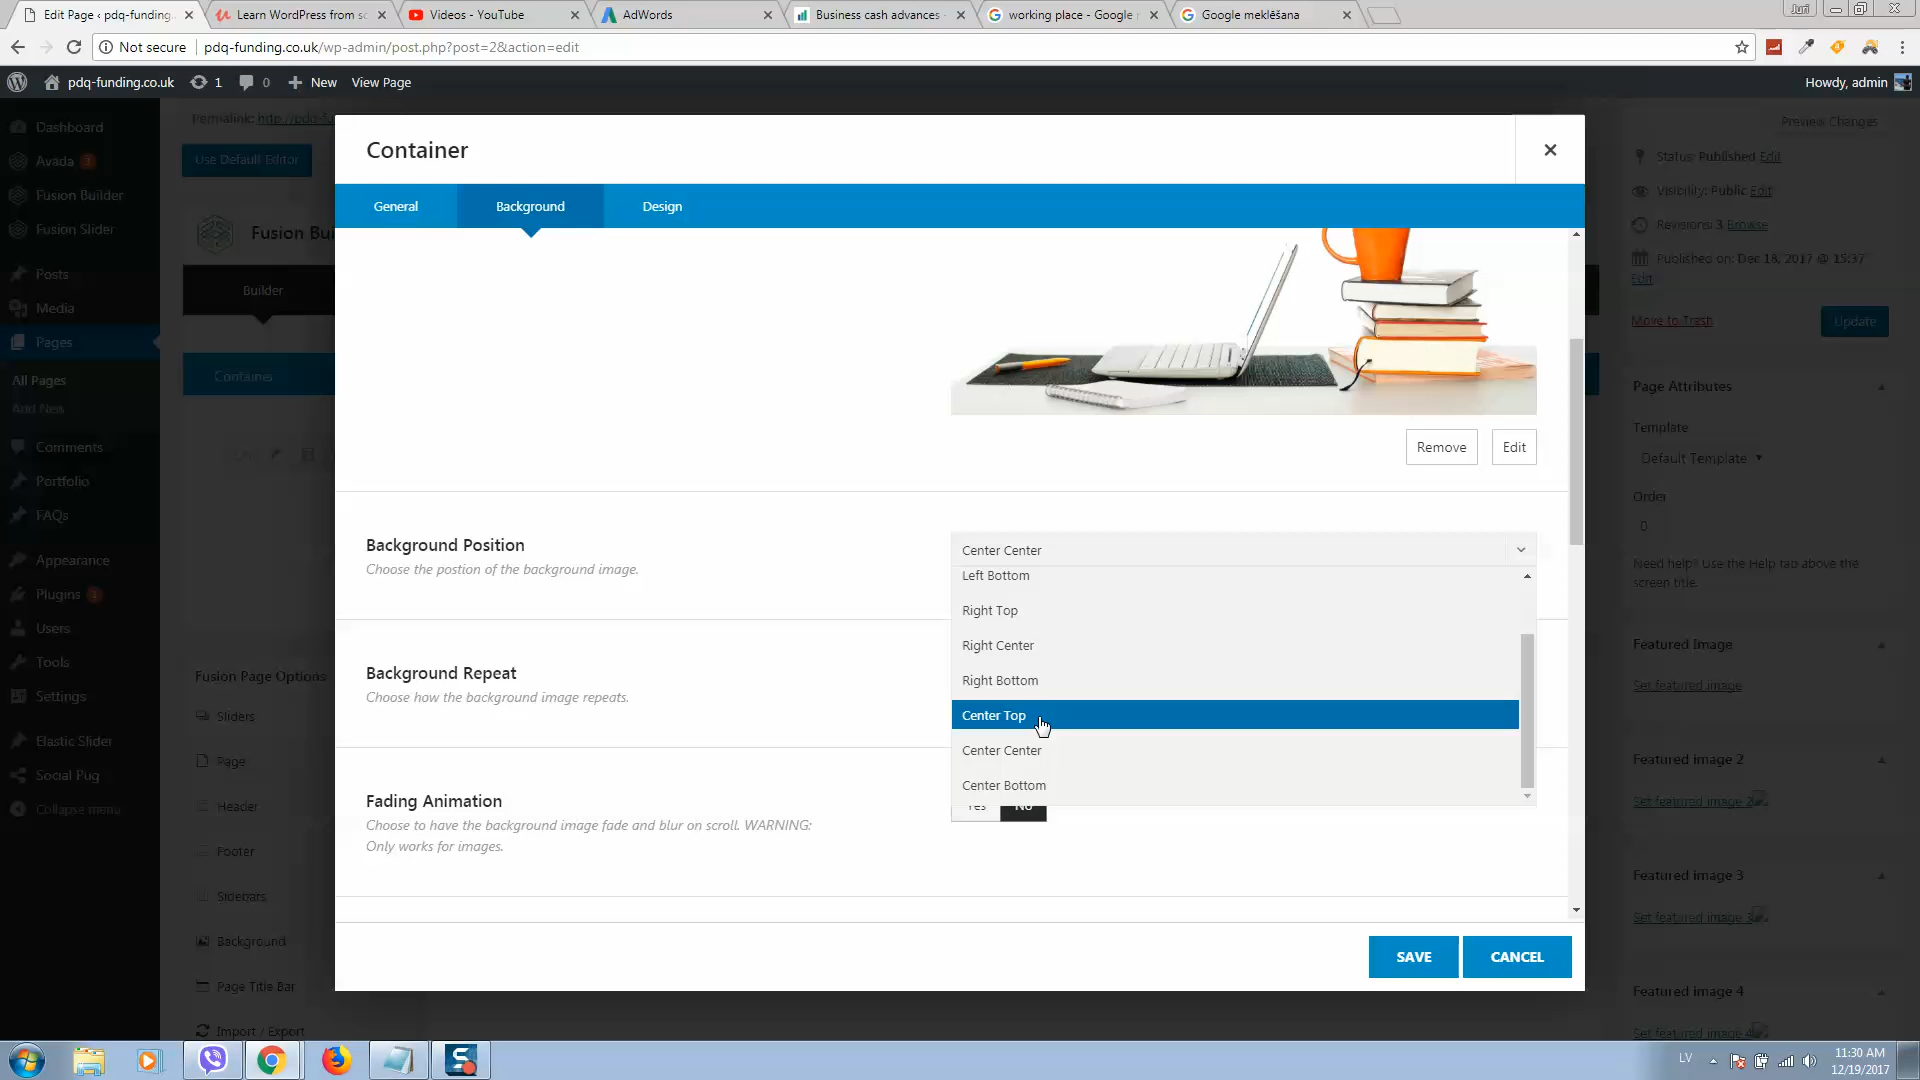 Edit Page ‹ pdq-funding.
Learn WordPress from sc
Videos - YouTube
AdWords
Business cash advances
working place - Google
Google meklēšana
Juri
Not secure
pdq-funding.co.uk/wp-admin/post.php?post=2&action=edit
pdq-funding.co.uk
1
0
New
View Page
Howdy, admin
Dashboard
Avada 3
Fusion Builder
Fusion Slider
Posts
Media
Pages
All Pages
Add New
Comments
Portfolio
FAQs
Appearance
Plugins 1
Users
Tools
Settings
Elastic Slider
Social Pug
Collapse menu
Permalink: http://pdq-fu
Use Default Editor
Fusion Bui
Builder
Container
Fusion Page Options
Sliders
Page
Header
Footer
Sidebars
Background
Page Title Bar
Import / Export
Container
General
Background
Design
Remove
Edit
Background Position
Choose the postion of the background image.
Center Center
Left Bottom
Right Top
Right Center
Right Bottom
Center Top
Center Center
Center Bottom
Background Repeat
Choose how the background image repeats.
Fading Animation
Choose to have the background image fade and blur on scroll. WARNING:
Only works for images.
Yes
No
SAVE
CANCEL
Preview Changes
Status: Published Edit
Visibility: Public Edit
Revisions: 3 Browse
Published on: Dec 18, 2017 @ 15:37
Edit
Move to Trash
Update
Page Attributes
Template
Default Template
Order
0
Need help? Use the Help tab above the
screen title.
Featured Image
Set featured image
Featured image 2
Set featured image 2
Featured image 3
Set featured image 3
Featured image 4
Set featured image 4
LV
11:30 AM
12/19/2017